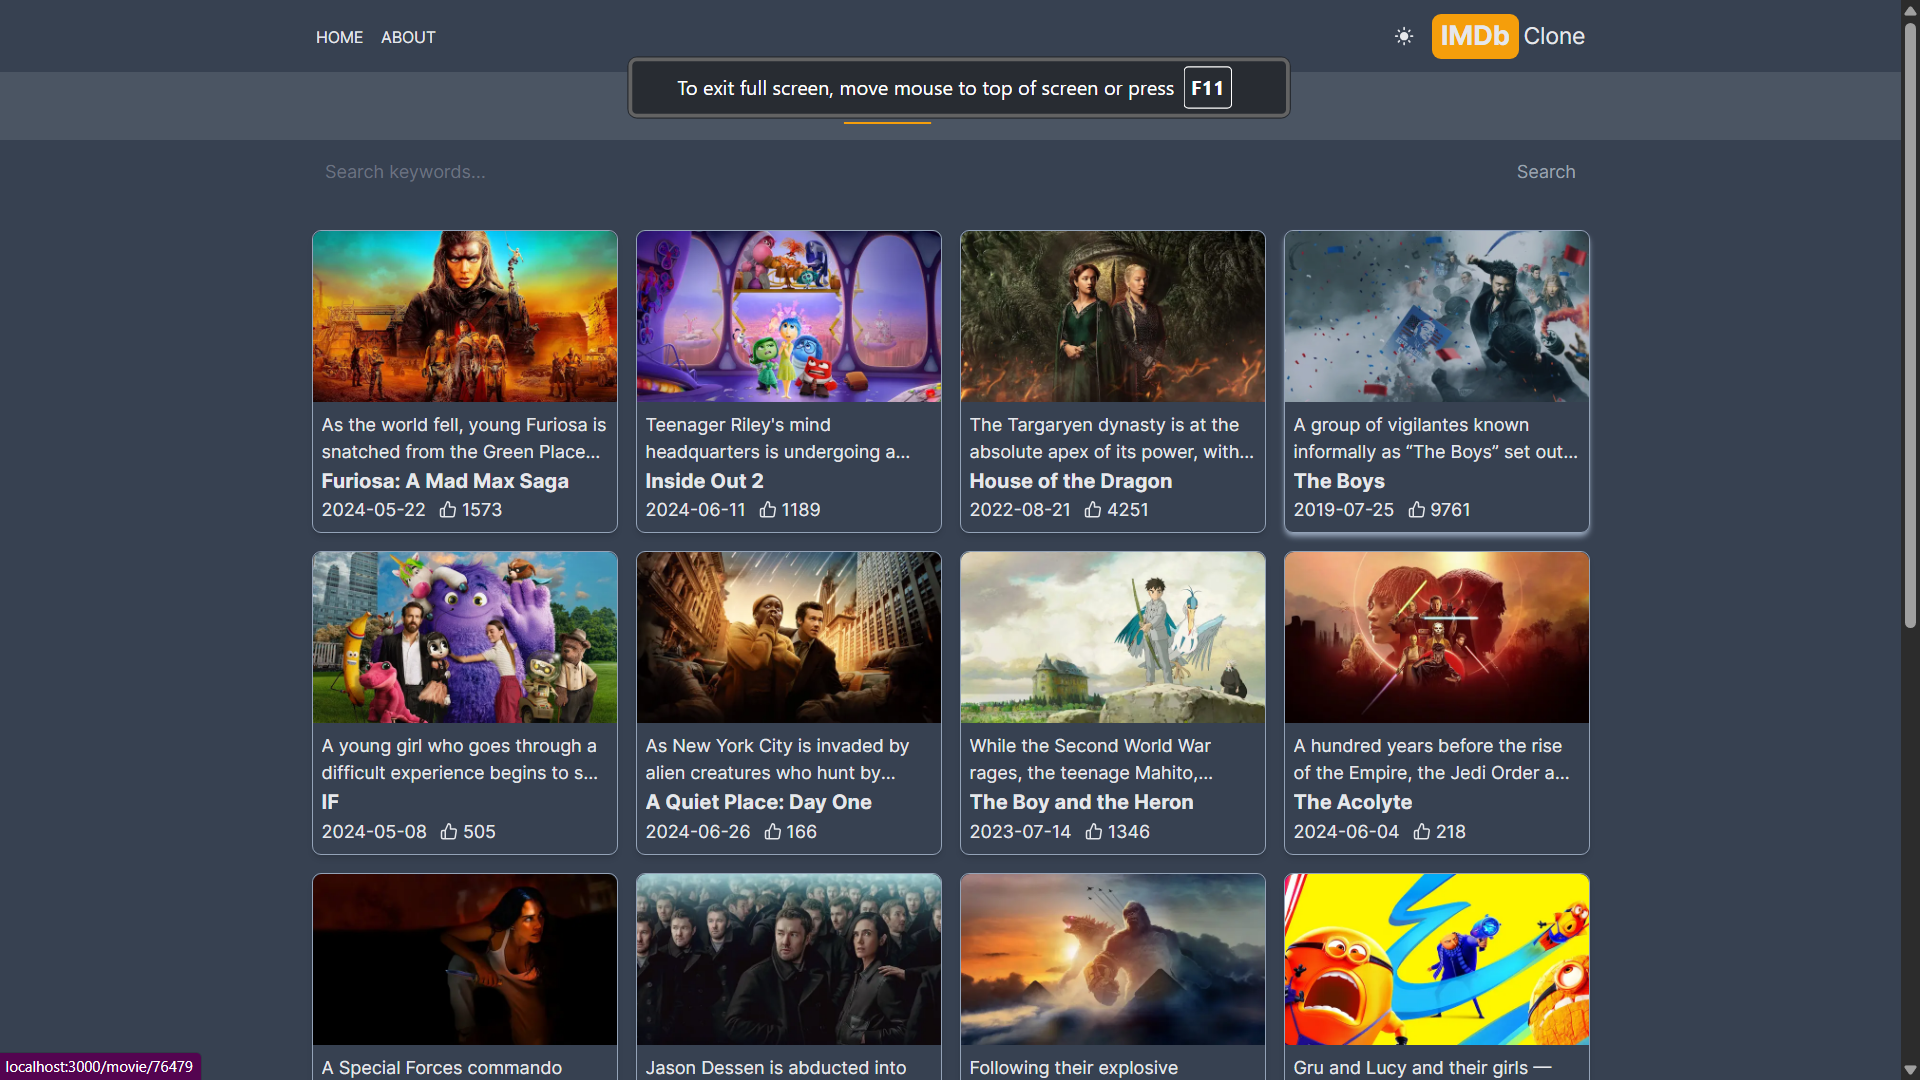 HOME ABOUT
IMDb Clone
To exit full screen, move mouse to top of screen or press F11
Search keywords...
Search
As the world fell, young Furiosa is
snatched from the Green Place...
Furiosa: A Mad Max Saga
2024-05-22 1573
Teenager Riley's mind
headquarters is undergoing a...
Inside Out 2
2024-06-11 1189
The Targaryen dynasty is at the
absolute apex of its power, with...
House of the Dragon
2022-08-21 4251
A group of vigilantes known
informally as “The Boys” set out...
The Boys
2019-07-25 9761
A young girl who goes through a
difficult experience begins to s...
IF
2024-05-08 505
As New York City is invaded by
alien creatures who hunt by...
A Quiet Place: Day One
2024-06-26 166
While the Second World War
rages, the teenage Mahito,...
The Boy and the Heron
2023-07-14 1346
A hundred years before the rise
of the Empire, the Jedi Order a...
The Acolyte
2024-06-04 218
A Special Forces commando
Jason Dessen is abducted into
Following their explosive
Gru and Lucy and their girls —
localhost:3000/movie/76479